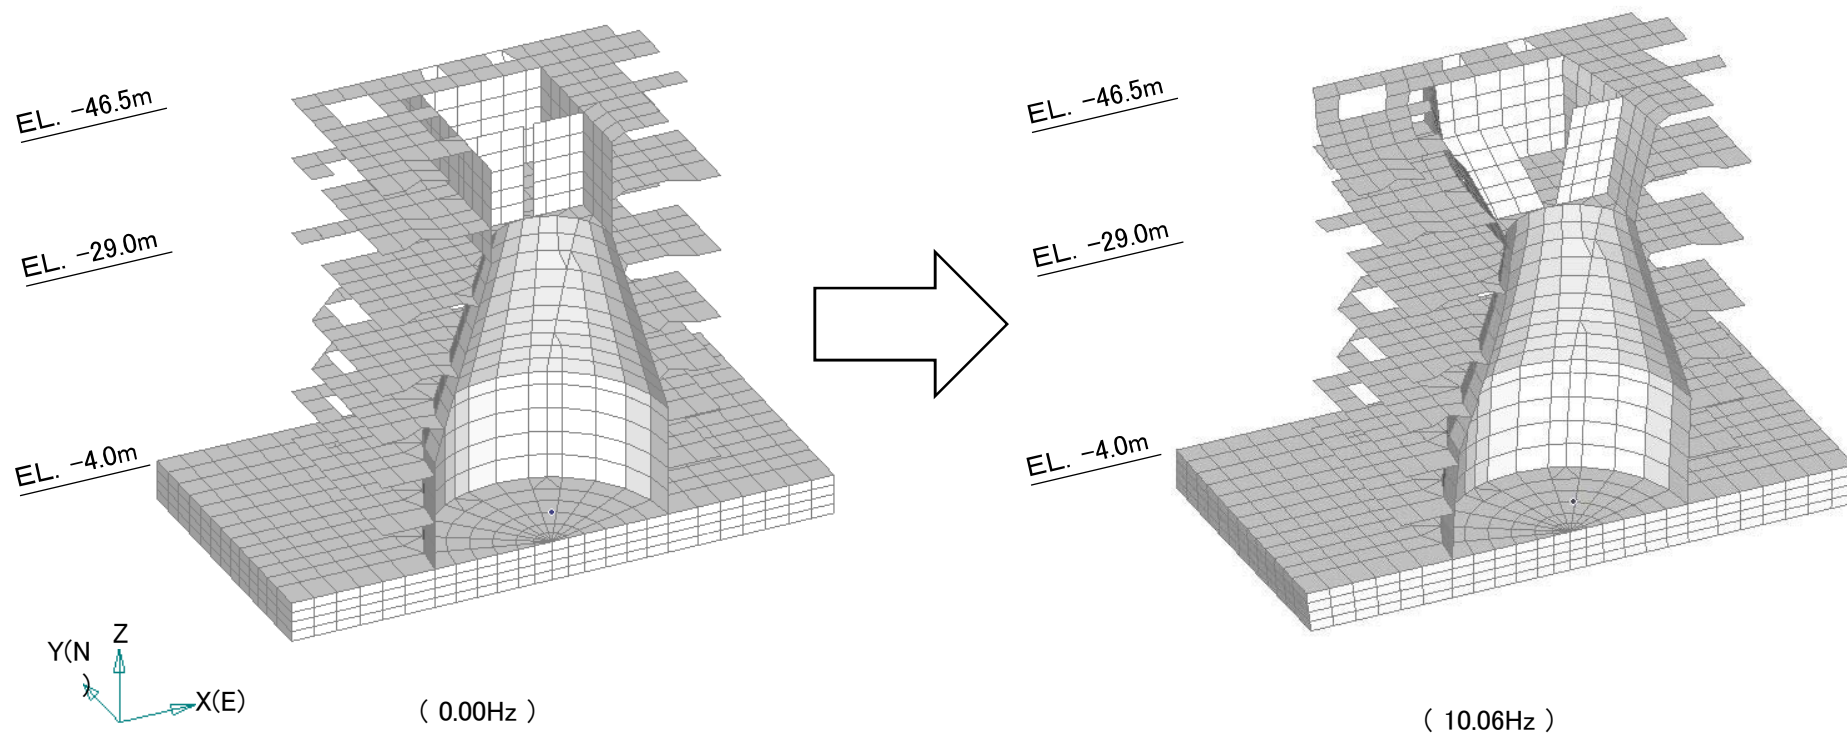 EL. -46.5m
EL. -46.5m
EL. -29.0m
EL. -29.0m
EL. -4.0m
EL. -4.0m
Y(N
)
Z
X(E)
( 0.00Hz )
( 10.06Hz )